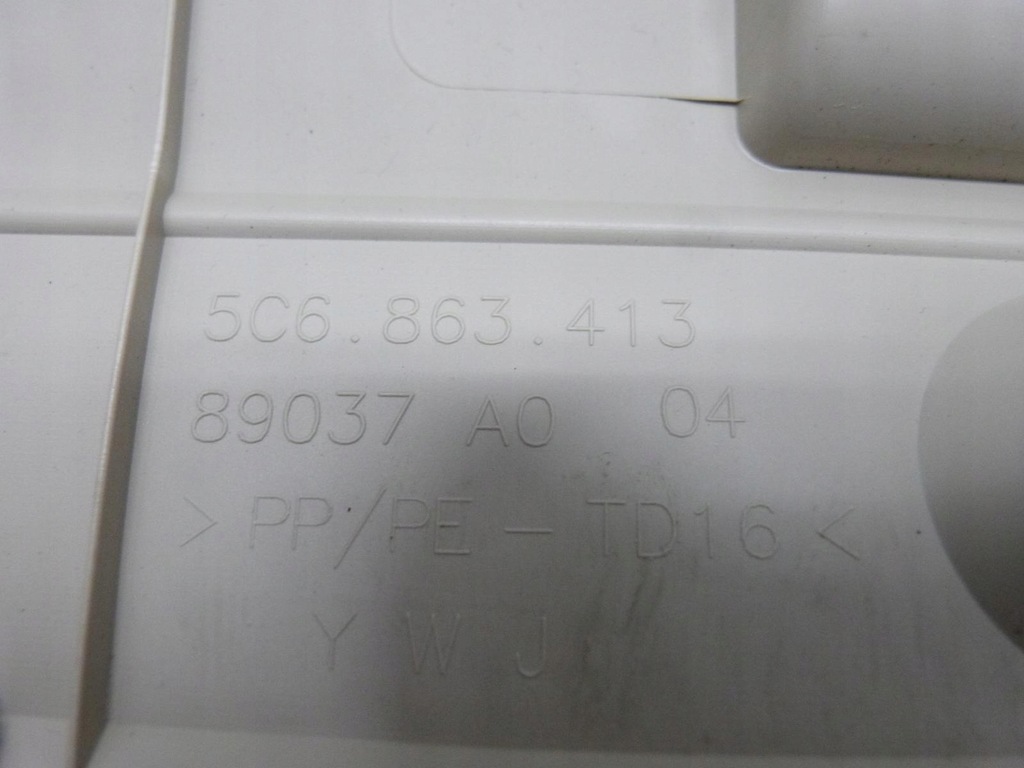 5C6.863.413
89037 A0 04
>PP/PE-TD16<
Y W J